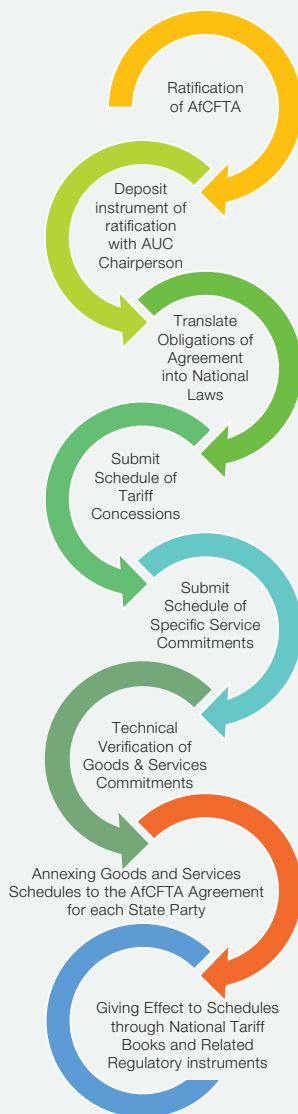 Ratification
of AfCFTA
Deposit
instrument of
ratification
with AUC
Chairperson
Translate
Obligations of
Agreement
into National
Laws
Submit
Schedule of
Tariff
Concessions
Submit
Schedule of
Specific Service
Commitments
Technical
Verification of
Goods & Services
Commitments
Annexing Goods and Services
Schedules to the AfCFTA Agreement
for each State Party
Giving Effect to Schedules
through National Tariff
Books and Related
Regulatory instruments